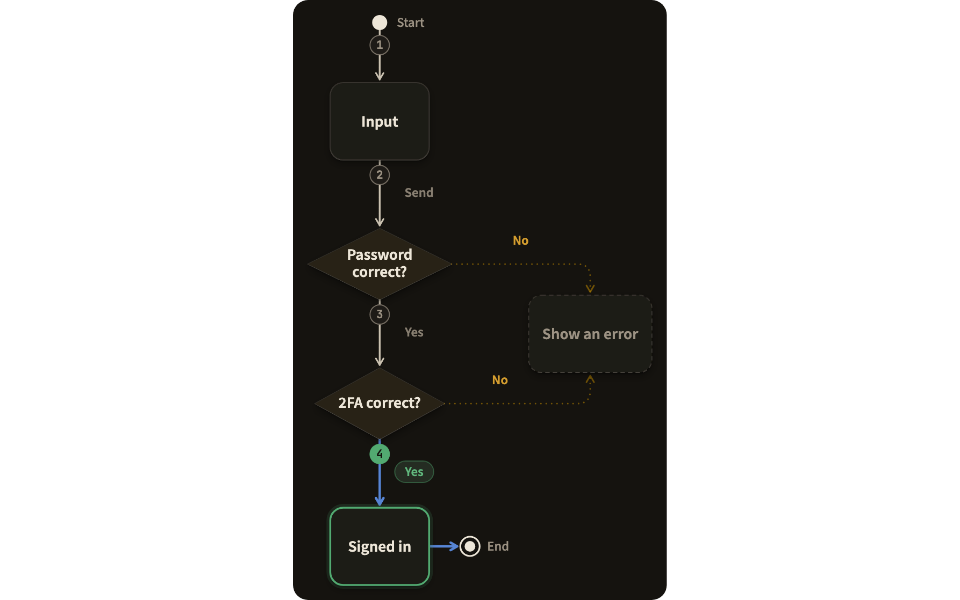 Start
1
Input
2
Send
No
Password
correct?
3
Yes
Show an error
No
2FA correct?
4
Yes
Signed in
End